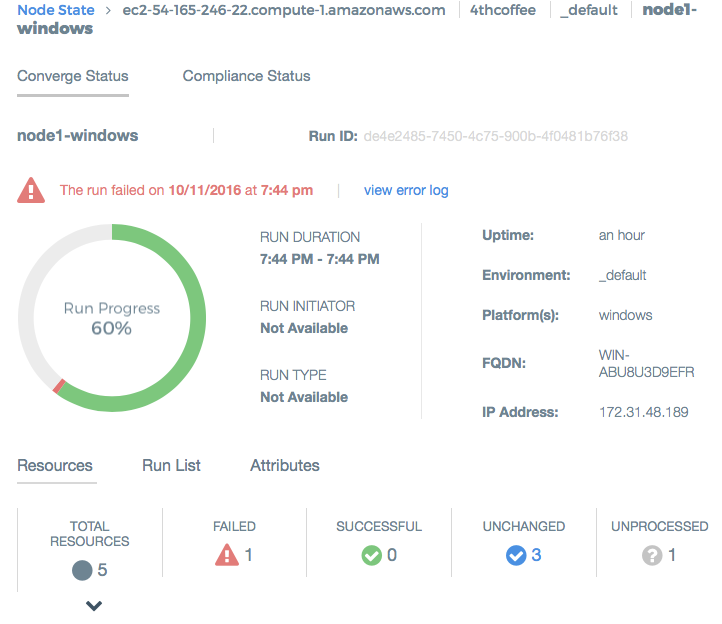 Node State > ec2-54-165-246-22.compute-1.amazonaws.com 4thcoffee _default node1-
windows
Converge Status Compliance Status
node1-windows Run ID: de4e2485-7450-4c75-900b-4f0481b76f38
The run failed on 10/11/2016 at 7:44 pm view error log
Run Progress
60%
RUN DURATION
7:44 PM - 7:44 PM
RUN INITIATOR
Not Available
RUN TYPE
Not Available
Uptime: an hour
Environment: _default
Platform(s): windows
FQDN: WIN-
ABU8U3D9EFR
IP Address: 172.31.48.189
Resources Run List Attributes
TOTAL
RESOURCES
5
FAILED
1
SUCCESSFUL
0
UNCHANGED
3
UNPROCESSED
1